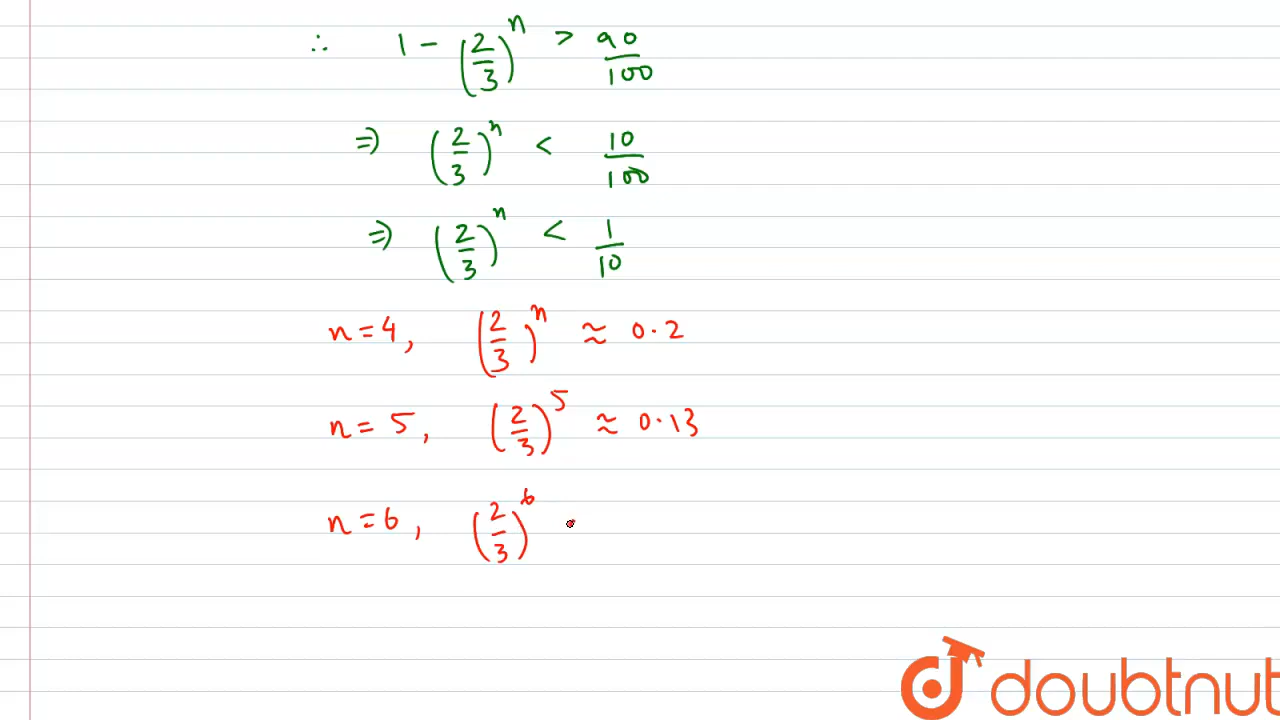 ∴ 1 - (2/3)^n > 90/100
⇒ (2/3)^n < 10/100
⇒ (2/3)^n < 1/10
n = 4, (2/3)^n ≈ 0.2
n = 5, (2/3)^5 ≈ 0.13
n = 6, (2/3)^6
doubtnut